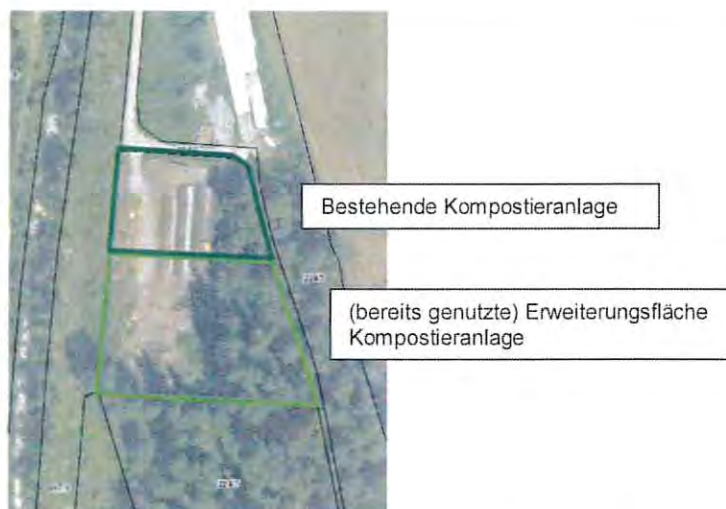 Bestehende Kompostieranlage
(bereits genutzte) Erweiterungsfläche
Kompostieranlage